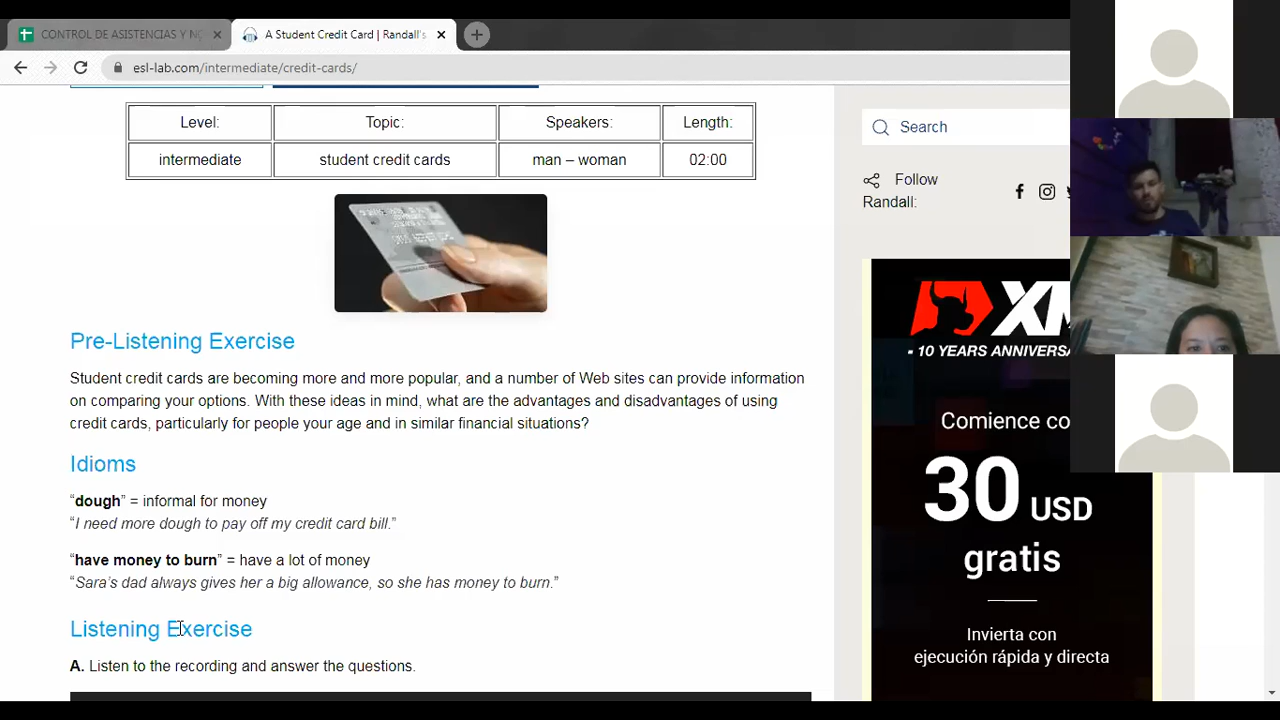 CONTROL DE ASISTENCIAS Y NO
A Student Credit Card | Randall's
esl-lab.com/intermediate/credit-cards/
Level: Topic: Speakers: Length:
intermediate student credit cards man – woman 02:00
Search
Follow
Randall:
Pre-Listening Exercise
Student credit cards are becoming more and more popular, and a number of Web sites can provide information
on comparing your options. With these ideas in mind, what are the advantages and disadvantages of using
credit cards, particularly for people your age and in similar financial situations?
Idioms
“dough” = informal for money
“I need more dough to pay off my credit card bill.”
“have money to burn” = have a lot of money
“Sara's dad always gives her a big allowance, so she has money to burn.”
Listening Exercise
A. Listen to the recording and answer the questions.
XM
- 10 YEARS ANNIVERSA
Comience co
30 USD
gratis
Invierta con
ejecución rápida y directa